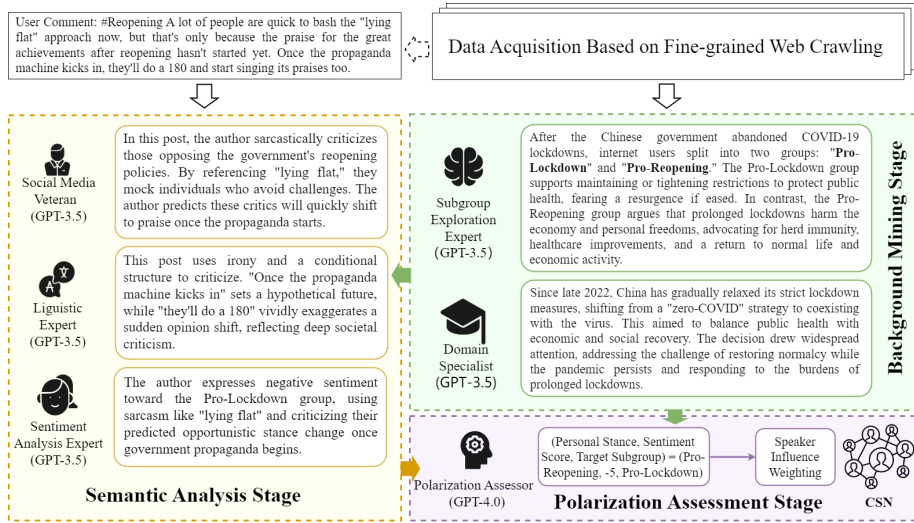 User Comment: #Reopening A lot of people are quick to bash the "lying
flat" approach now, but that's only because the praise for the great
achievements after reopening hasn't started yet. Once the propaganda
machine kicks in, they'll do a 180 and start singing its praises too.
Data Acquisition Based on Fine-grained Web Crawling
Social Media
Veteran
(GPT-3.5)
In this post, the author sarcastically criticizes
those opposing the government's reopening
policies. By referencing "lying flat," they
mock individuals who avoid challenges. The
author predicts these critics will quickly shift
to praise once the propaganda starts.
Liguistic
Expert
(GPT-3.5)
This post uses irony and a conditional
structure to criticize. "Once the propaganda
machine kicks in" sets a hypothetical future,
while "they'll do a 180" vividly exaggerates
a sudden opinion shift, reflecting deep societal
criticism.
Sentiment
Analysis Expert
(GPT-3.5)
The author expresses negative sentiment
toward the Pro-Lockdown group, using
sarcasm like "lying flat" and criticizing their
predicted opportunistic stance change once
government propaganda begins.
Semantic Analysis Stage
Subgroup
Exploration
Expert
(GPT-3.5)
After the Chinese government abandoned COVID-19
lockdowns, internet users split into two groups: "Pro-
Lockdown" and "Pro-Reopening." The Pro-Lockdown group
supports maintaining or tightening restrictions to protect public
health, fearing a resurgence if eased. In contrast, the Pro-
Reopening group argues that prolonged lockdowns harm the
economy and personal freedoms, advocating for herd immunity,
healthcare improvements, and a return to normal life and
economic activity.
Domain
Specialist
(GPT-3.5)
Since late 2022, China has gradually relaxed its strict lockdown
measures, shifting from a "zero-COVID" strategy to coexisting
with the virus. This aimed to balance public health with
economic and social recovery. The decision drew widespread
attention, addressing the challenge of restoring normalcy while
the pandemic persists and responding to the burdens of
prolonged lockdowns.
Background Mining Stage
Polarization Assessor
(GPT-4.0)
(Personal Stance, Sentiment
Score, Target Subgroup) = (Pro-
Reopening, -5, Pro-Lockdown)
Speaker
Influence
Weighting
CSN
Polarization Assessment Stage